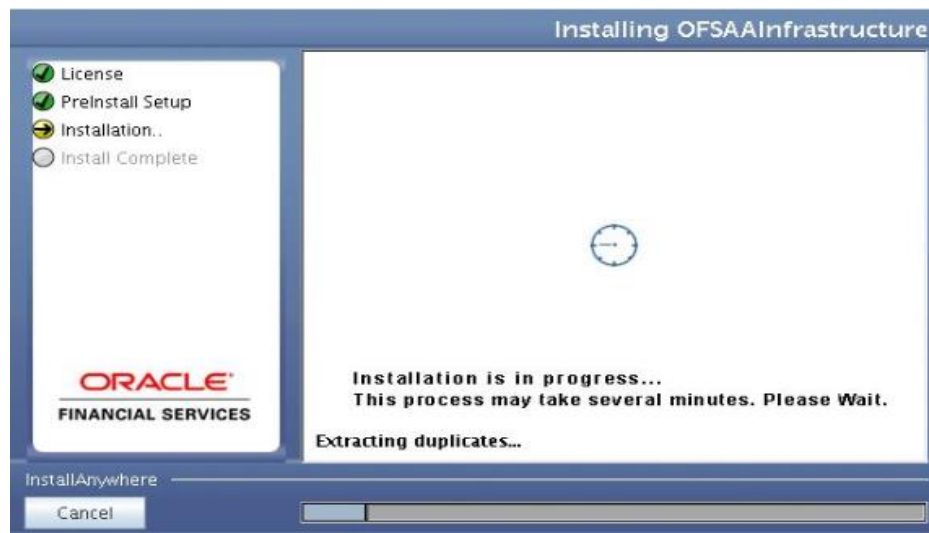 Installing OFSAAInfrastructure
License
PreInstall Setup
Installation..
Install Complete
ORACLE
FINANCIAL SERVICES
Installation is in progress...
This process may take several minutes. Please Wait.
Extracting duplicates...
InstallAnywhere
Cancel